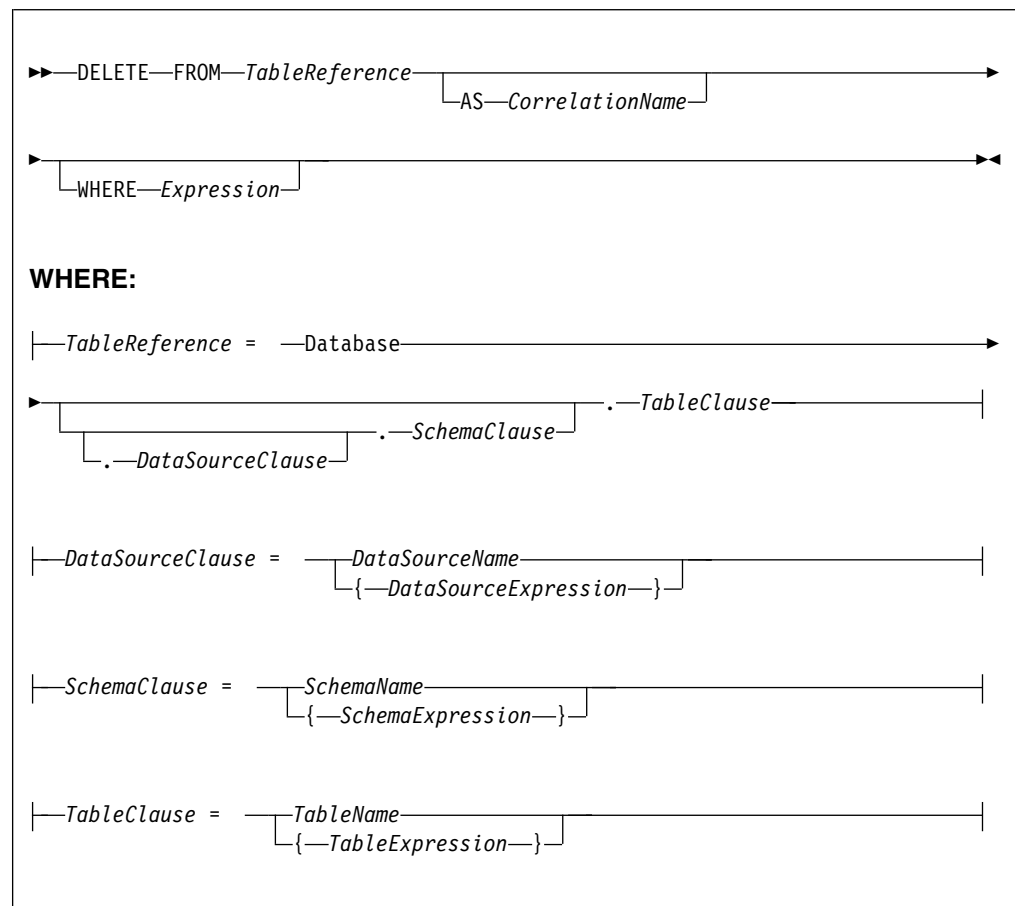 DELETE FROM TableReference
AS CorrelationName
WHERE Expression
WHERE:
TableReference = Database
. TableClause
. SchemaClause
. DataSourceClause
DataSourceClause = DataSourceName
{ DataSourceExpression }
SchemaClause = SchemaName
{ SchemaExpression }
TableClause = TableName
{ TableExpression }